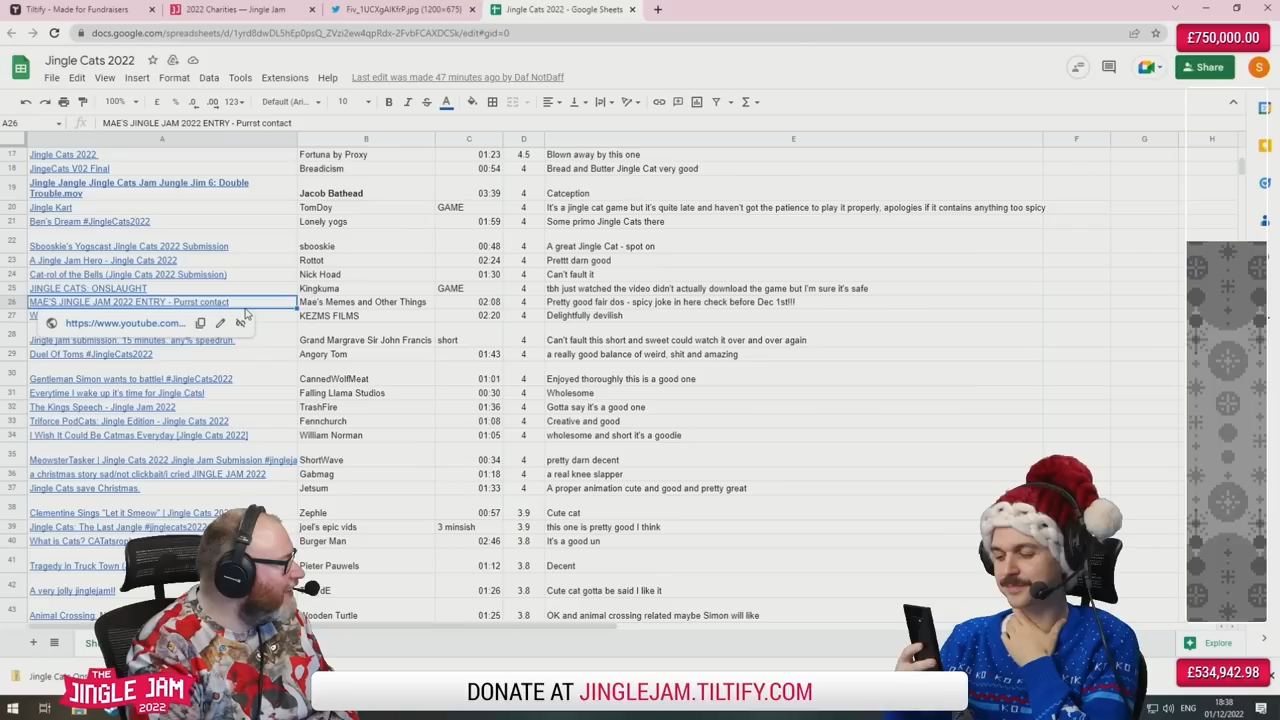 Tiltify - Made for Fundraisers
2022 Charities — Jingle Jam
Fiv_1UCXgAIKfrP.jpg (1200×675)
Jingle Cats 2022 - Google Sheets
docs.google.com/spreadsheets/d/1yrd8dwDL5hEp0psQ_ZVzi2ew4qpRdx-2FvbFCAXDCSk/edit#gid=0
£750,000.00
Jingle Cats 2022
File Edit View Insert Format Data Tools Extensions Help Last edit was made 47 minutes ago by Daf NotDaff
Share
S
100% £ % .0 .00 123 Default (Ari... 10 B I S A
A26 fx MAE'S JINGLE JAM 2022 ENTRY - Purrst contact
A B C D E F G H
17 Jingle Cats 2022 Fortuna by Proxy 01:23 4.5 Blown away by this one
18 JingeCats V02 Final Breadicism 00:54 4 Bread and Butter Jingle Cat very good
19 Jingle Jangle Jingle Cats Jam Jungle Jim 6: Double
Trouble.mov Jacob Bathead 03:39 4 Catception
20 Jingle Kart TomDoy GAME 4 It's a jingle cat game but it's quite late and haven't got the patience to play it properly, apologies if it contains anything too spicy
21 Ben's Dream #JingleCats2022 Lonely yogs 01:59 4 Some primo Jingle Cats there
22 Sbooskie's Yogscast Jingle Cats 2022 Submission sbooskie 00:48 4 A great Jingle Cat - spot on
23 A Jingle Jam Hero - Jingle Cats 2022 Rottot 02:24 4 Prettt darn good
24 Cat-rol of the Bells (Jingle Cats 2022 Submission) Nick Hoad 01:30 4 Can't fault it
25 JINGLE CATS: ONSLAUGHT Kingkuma GAME 4 tbh just watched the video didn't actually download the game but I'm sure it's safe
26 MAE'S JINGLE JAM 2022 ENTRY - Purrst contact Mae's Memes and Other Things 02:08 4 Pretty good fair dos - spicy joke in here check before Dec 1st!!!
27 W KEZMS FILMS 02:20 4 Delightfully devilish
https://www.youtube.com...
28 Jingle jam submission. 15 minutes. any% speedrun. Grand Margrave Sir John Francis short 4 Can't fault this short and sweet could watch it over and over again
29 Duel Of Toms #JingleCats2022 Angory Tom 01:43 4 a really good balance of weird, shit and amazing
30 Gentleman Simon wants to battle! #JingleCats2022 CannedWolfMeat 01:01 4 Enjoyed thoroughly this is a good one
31 Everytime I wake up it's time for Jingle Cats! Falling Llama Studios 00:30 4 Wholesome
32 The Kings Speech - Jingle Jam 2022 TrashFire 01:36 4 Gotta say it's a good one
33 Triforce PodCats: Jingle Edition - Jingle Cats 2022 Fennchurch 01:08 4 Creative and good
34 I Wish It Could Be Catmas Everyday [Jingle Cats 2022] William Norman 01:05 4 wholesome and short it's a goodie
35 MeowsterTasker | Jingle Cats 2022 Jingle Jam Submission #jingleja ShortWave 00:34 4 pretty darn decent
36 a christmas story sad/not clickbait/i cried JINGLE JAM 2022 Gabmag 01:18 4 a real knee slapper
37 Jingle Cats save Christmas. Jetsum 01:33 4 A proper animation cute and good and pretty great
38 Clementine Sings "Let it Smeow" | Jingle Cats 202 Zephle 00:57 3.9 Cute cat
39 Jingle Cats: The Last Jangle #jinglecats2022 joel's epic vids 3 minsish 3.9 this one is pretty good I think
40 What is Cats? CATatsrop Burger Man 02:46 3.8 It's a good un
41 Tragedy in Truck Town ( Pieter Pauwels 01:12 3.8 Decent
42 A very jolly jinglejam!! dE 01:26 3.8 Cute cat gotta be said I like it
43 Animal Crossing: Wooden Turtle 01:25 3.8 OK and animal crossing related maybe Simon will like
Explore
£534,942.98
THE
JINGLE JAM
2022
DONATE AT JINGLEJAM.TILTIFY.COM
ENG
18:38
01/12/2022